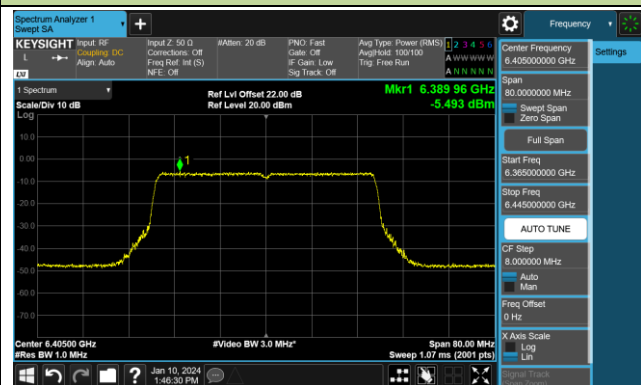 Spectrum Analyzer 1
Swept SA
Frequency
KEYSIGHT
L
LXI
Input: RF
Coupling: DC
Align: Auto
Input Z: 50 Ω
Corrections: Off
Freq Ref: Int (S)
NFE: Off
#Atten: 20 dB
PNO: Fast
Gate: Off
IF Gain: Low
Sig Track: Off
Avg Type: Power (RMS)
Avg|Hold: 100/100
Trig: Free Run
1 2 3 4 5 6
A W W W W W
A N N N N N
Center Frequency
6.405000000 GHz
Settings
1 Spectrum
Scale/Div 10 dB
Log
Ref Lvl Offset 22.00 dB
Ref Level 20.00 dBm
Mkr1 6.389 96 GHz
-5.493 dBm
Span
80.0000000 MHz
Swept Span
Zero Span
Full Span
Start Freq
6.365000000 GHz
Stop Freq
6.445000000 GHz
AUTO TUNE
CF Step
8.000000 MHz
Auto
Man
Freq Offset
0 Hz
X Axis Scale
Log
Lin
Signal Track
(Span Zoom)
10.0
0.00
-10.0
-20.0
-30.0
-40.0
-50.0
-60.0
-70.0
1
Center 6.40500 GHz
#Res BW 1.0 MHz
#Video BW 3.0 MHz*
Span 80.00 MHz
Sweep 1.07 ms (2001 pts)
Jan 10, 2024
1:46:30 PM